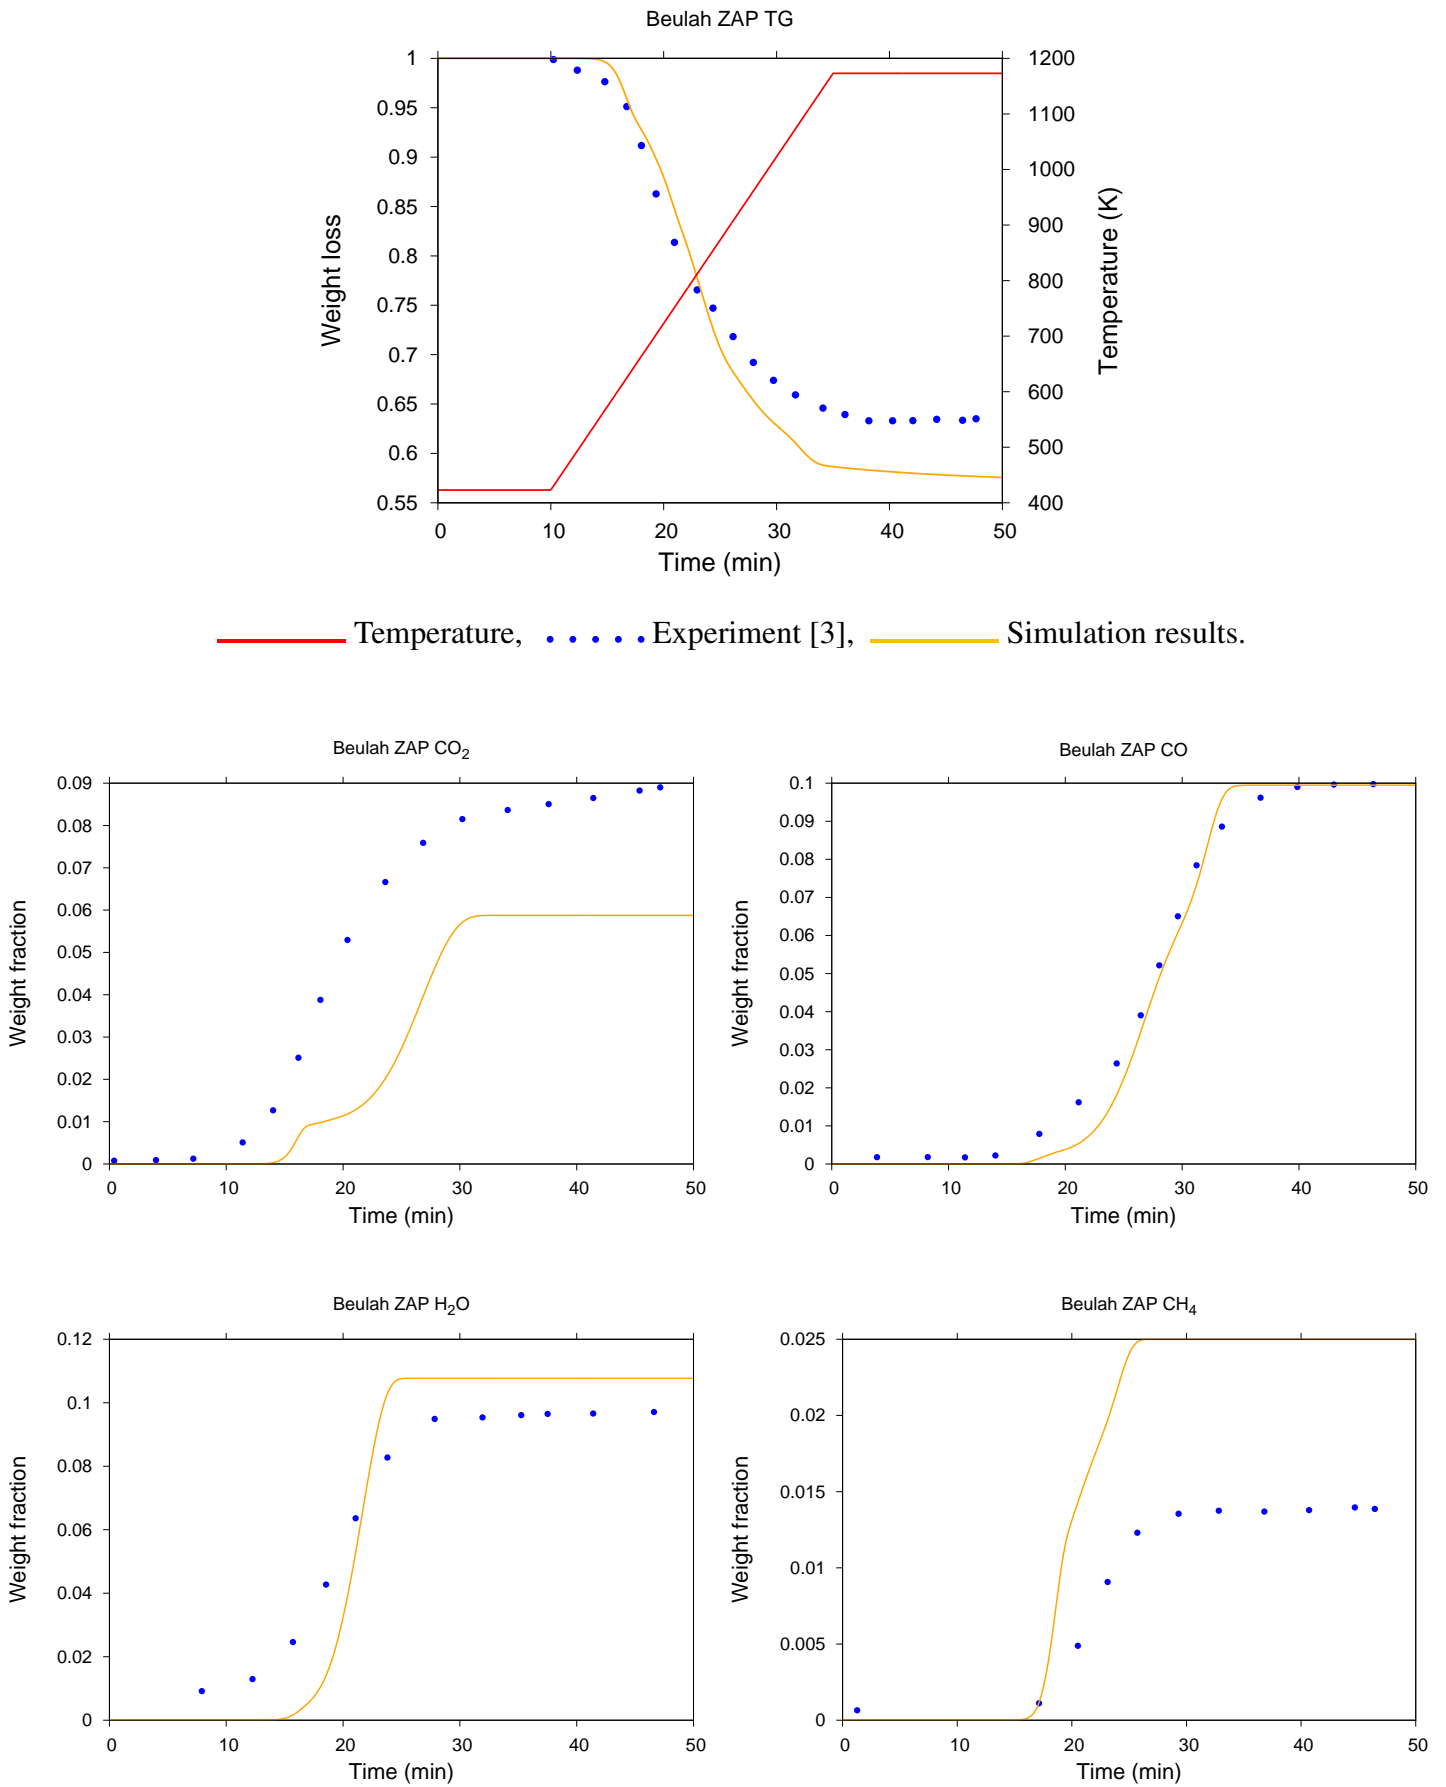 Beulah ZAP TG
1 1200
0.95 1100
0.9 1000
0.85 900
0.8 800
0.75 700
0.7 600
0.65 500
0.6
0.55 400
Weight loss
Temperature (K)
0 10 20 30 40 50
Time (min)
Temperature, Experiment [3], Simulation results.
Beulah ZAP CO2
0.09
0.08
0.07
0.06
0.05
0.04
0.03
0.02
0.01
0
Weight fraction
0 10 20 30 40 50
Time (min)
Beulah ZAP CO
0.1
0.09
0.08
0.07
0.06
0.05
0.04
0.03
0.02
0.01
0
Weight fraction
0 10 20 30 40 50
Time (min)
Beulah ZAP H2O
0.12
0.1
0.08
0.06
0.04
0.02
0
Weight fraction
0 10 20 30 40 50
Time (min)
Beulah ZAP CH4
0.025
0.02
0.015
0.01
0.005
0
Weight fraction
0 10 20 30 40 50
Time (min)